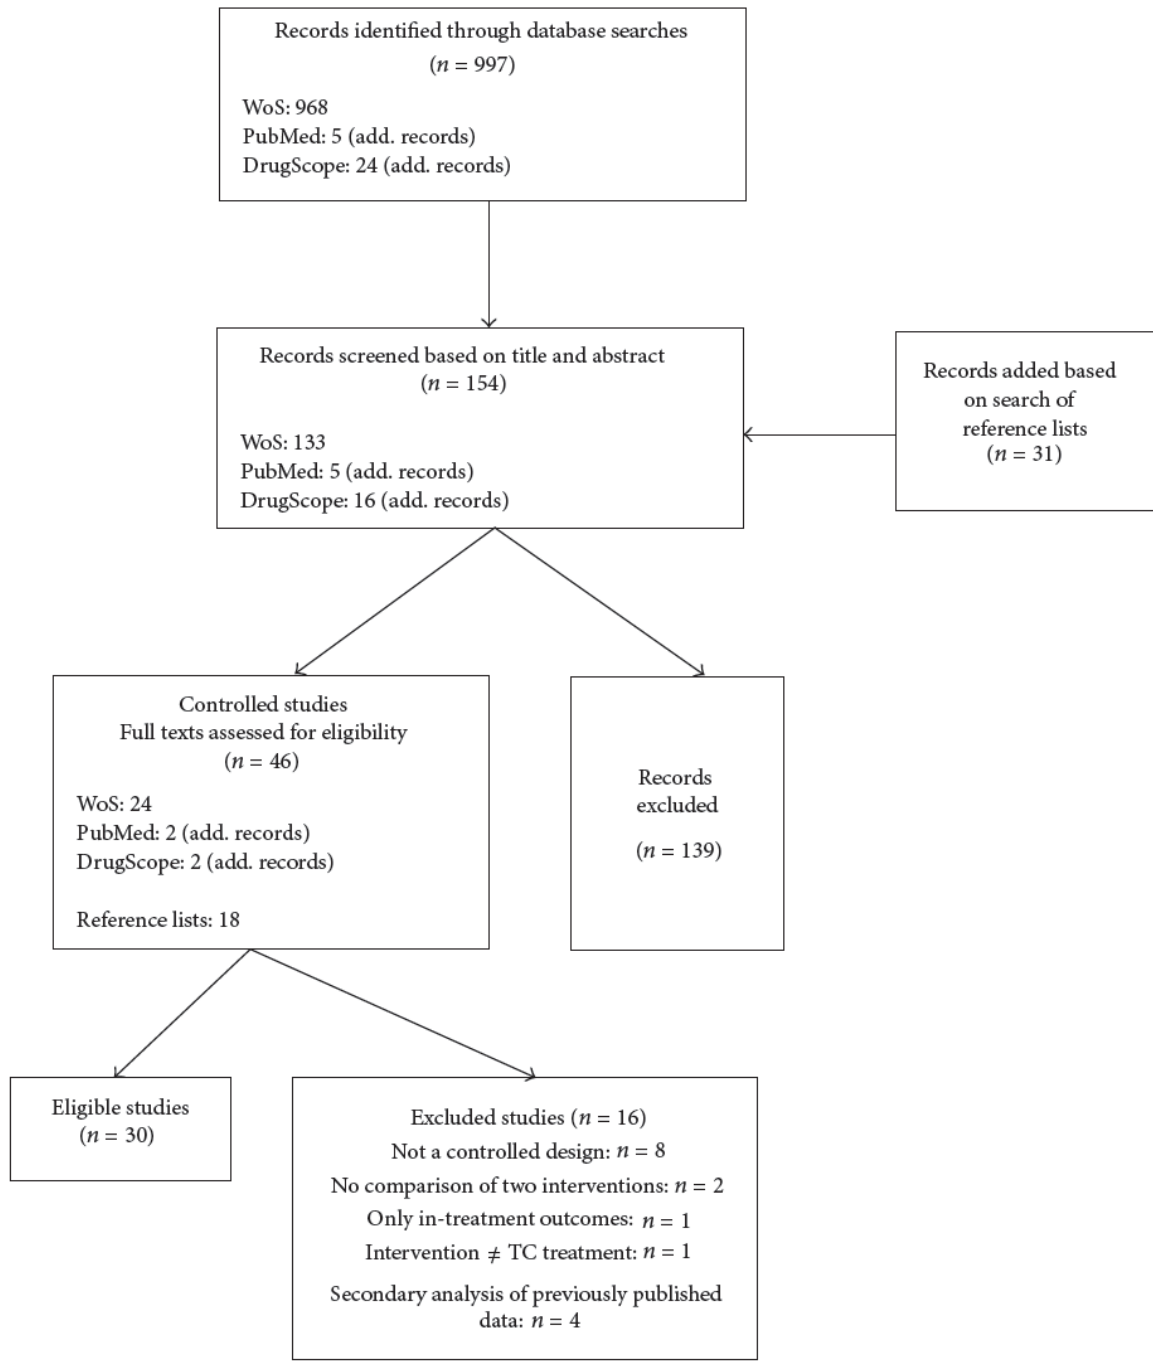 Records identified through database searches
(n = 997)
WoS: 968
PubMed: 5 (add. records)
DrugScope: 24 (add. records)
Records screened based on title and abstract
(n = 154)
WoS: 133
PubMed: 5 (add. records)
DrugScope: 16 (add. records)
Records added based
on search of
reference lists
(n = 31)
Controlled studies
Full texts assessed for eligibility
(n = 46)
WoS: 24
PubMed: 2 (add. records)
DrugScope: 2 (add. records)
Reference lists: 18
Records
excluded
(n = 139)
Eligible studies
(n = 30)
Excluded studies (n = 16)
Not a controlled design: n = 8
No comparison of two interventions: n = 2
Only in-treatment outcomes: n = 1
Intervention ≠ TC treatment: n = 1
Secondary analysis of previously published
data: n = 4